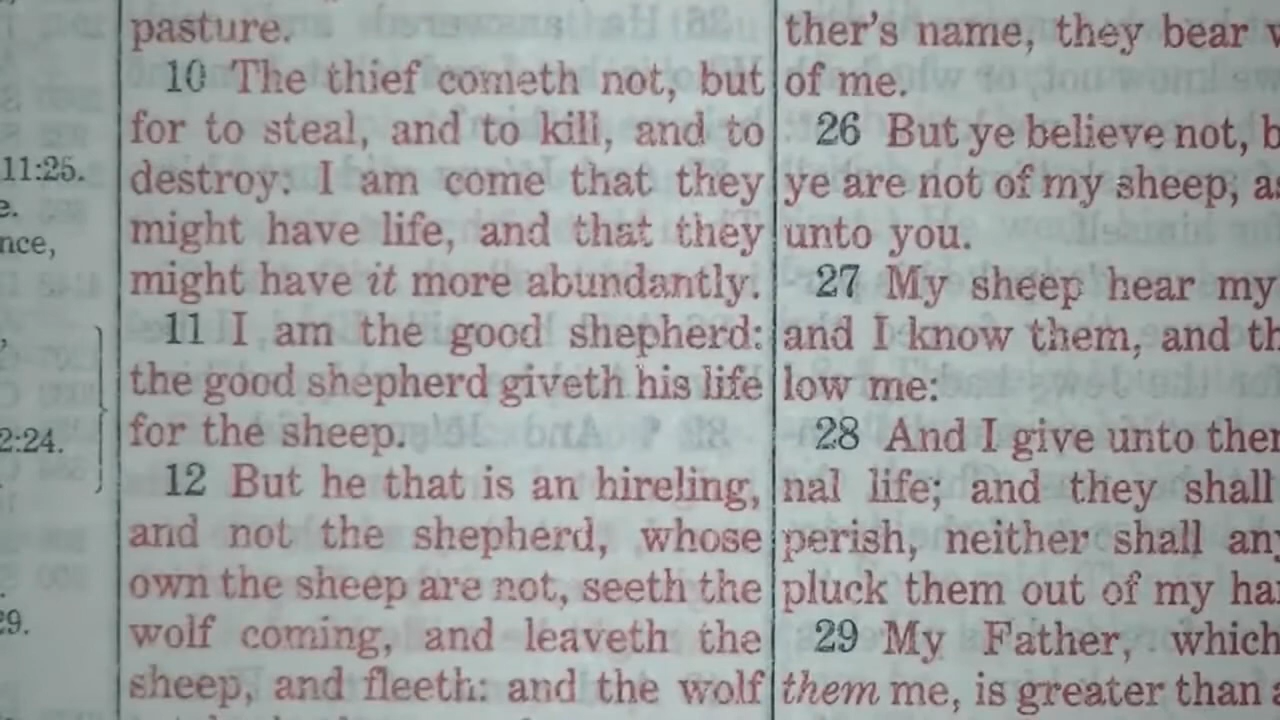 11:25.
e.
nce,
2:24.
29.
pasture.
10 The thief cometh not, but
for to steal, and to kill, and to
destroy: I am come that they
might have life, and that they
might have it more abundantly.
11 I am the good shepherd:
the good shepherd giveth his life
for the sheep.
12 But he that is an hireling,
and not the shepherd, whose
own the sheep are not, seeth the
wolf coming, and leaveth the
sheep, and fleeth: and the wolf
ther's name, they bear w
of me.
26 But ye believe not, b
ye are not of my sheep, as
unto you.
27 My sheep hear my
and I know them, and th
low me:
28 And I give unto ther
nal life; and they shall
perish, neither shall any
pluck them out of my ha
29 My Father, which
them me, is greater than a